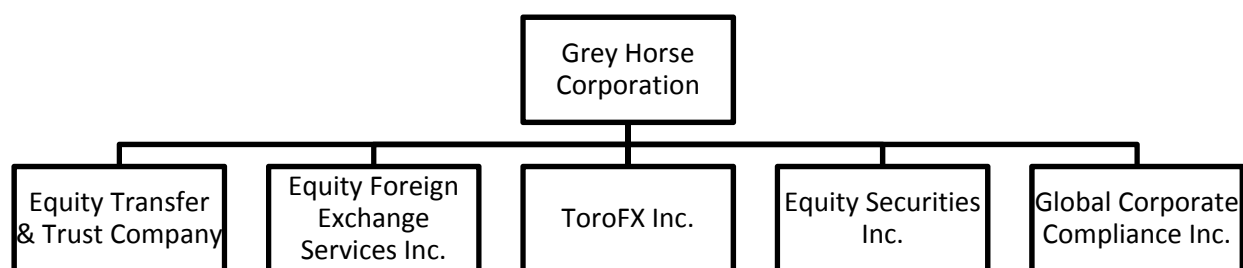 Grey Horse
Corporation
Equity Transfer
& Trust Company
Equity Foreign
Exchange
Services Inc.
ToroFX Inc.
Equity Securities
Inc.
Global Corporate
Compliance Inc.